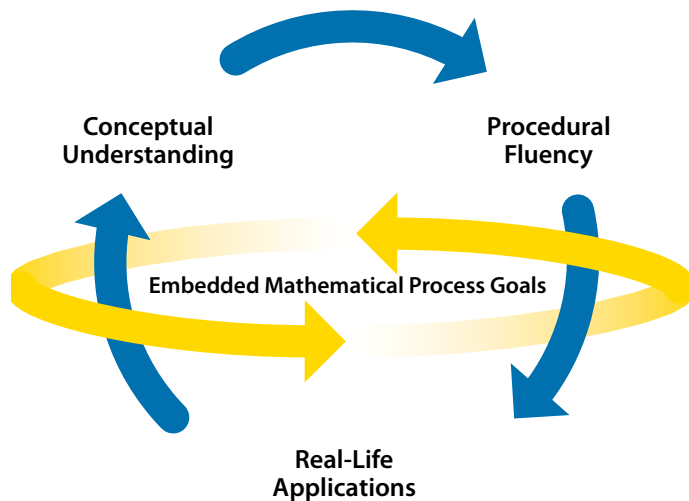 Conceptual
Understanding
Procedural
Fluency
Embedded Mathematical Process Goals
Real-Life
Applications